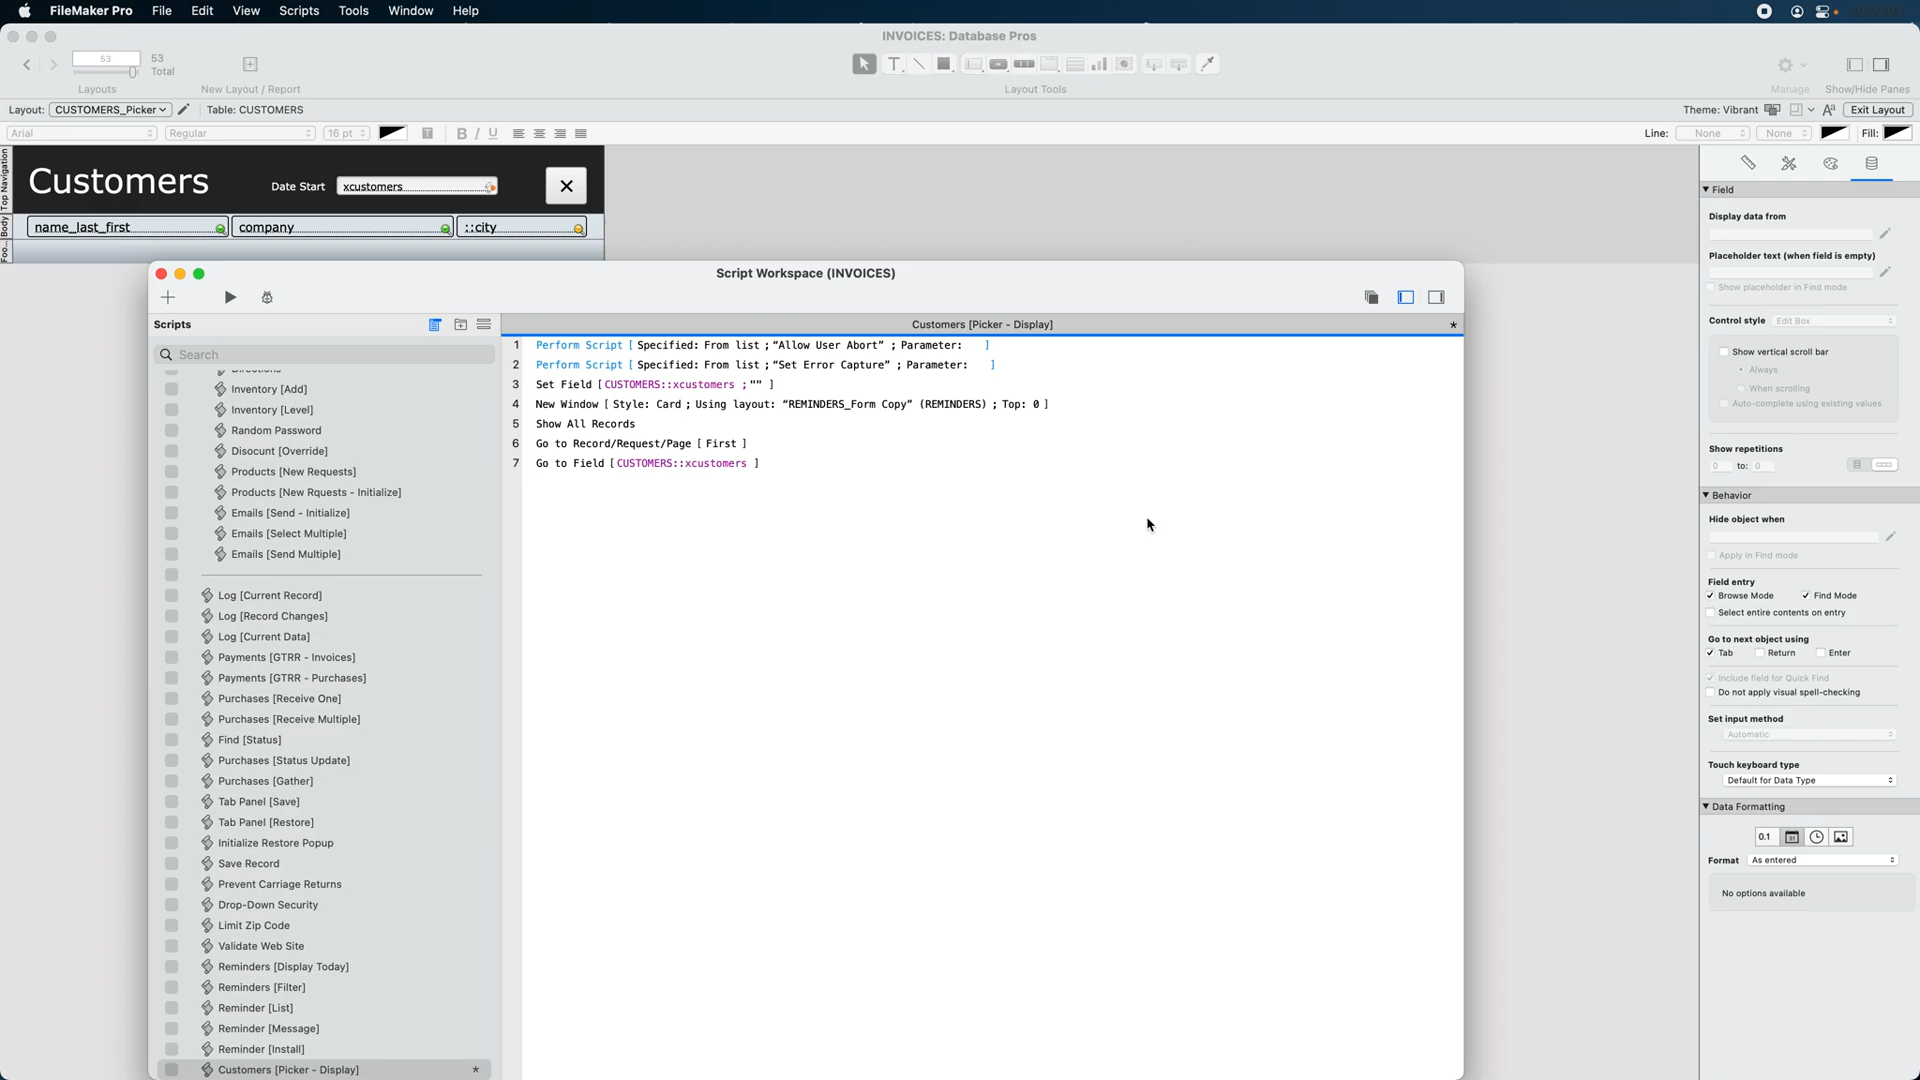 FileMaker Pro File Edit View Scripts Tools Window Help
INVOICES: Database Pros
53 53 Total
Layouts New Layout / Report Layout Tools Manage Show/Hide Panes
Layout: CUSTOMERS_Picker Table: CUSTOMERS Theme: Vibrant Aª Exit Layout
Arial Regular 16 pt B I U Line: None None Fill:
Top Navigation
Customers Date Start xcustomers
Body
name_last_first company ::city
Foo...
Script Workspace (INVOICES)
Scripts
Search
Inventory [Add]
Inventory [Level]
Random Password
Disocunt [Override]
Products [New Requests]
Products [New Rquests - Initialize]
Emails [Send - Initialize]
Emails [Select Multiple]
Emails [Send Multiple]
Log [Current Record]
Log [Record Changes]
Log [Current Data]
Payments [GTRR - Invoices]
Payments [GTRR - Purchases]
Purchases [Receive One]
Purchases [Receive Multiple]
Find [Status]
Purchases [Status Update]
Purchases [Gather]
Tab Panel [Save]
Tab Panel [Restore]
Initialize Restore Popup
Save Record
Prevent Carriage Returns
Drop-Down Security
Limit Zip Code
Validate Web Site
Reminders [Display Today]
Reminders [Filter]
Reminder [List]
Reminder [Message]
Reminder [Install]
Customers [Picker - Display] *
Customers [Picker - Display] *
1 Perform Script [ Specified: From list ; “Allow User Abort” ; Parameter: ]
2 Perform Script [ Specified: From list ; “Set Error Capture” ; Parameter: ]
3 Set Field [ CUSTOMERS::xcustomers ; "" ]
4 New Window [ Style: Card ; Using layout: “REMINDERS_Form Copy” (REMINDERS) ; Top: 0 ]
5 Show All Records
6 Go to Record/Request/Page [ First ]
7 Go to Field [ CUSTOMERS::xcustomers ]
Field
Display data from
Placeholder text (when field is empty)
Show placeholder in Find mode
Control style Edit Box
Show vertical scroll bar
Always
When scrolling
Auto-complete using existing values
Show repetitions
0 to: 0
Behavior
Hide object when
Apply in Find mode
Field entry
Browse Mode Find Mode
Select entire contents on entry
Go to next object using
Tab Return Enter
Include field for Quick Find
Do not apply visual spell-checking
Set input method
Automatic
Touch keyboard type
Default for Data Type
Data Formatting
0.1
Format As entered
No options available